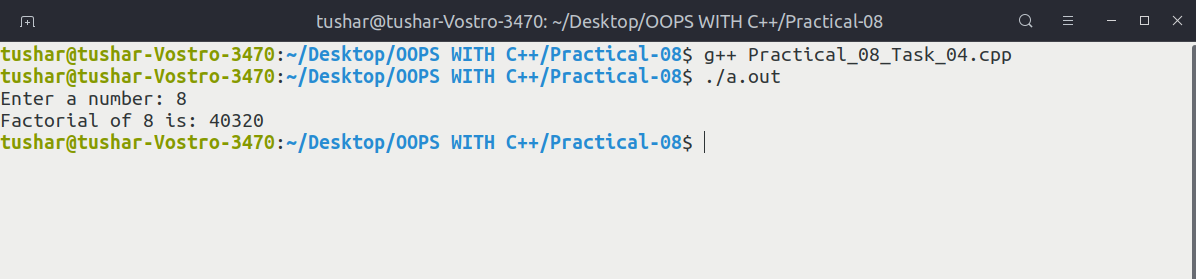 tushar@tushar-Vostro-3470: ~/Desktop/OOPS WITH C++/Practical-08
tushar@tushar-Vostro-3470:~/Desktop/OOPS WITH C++/Practical-08$ g++ Practical_08_Task_04.cpp
tushar@tushar-Vostro-3470:~/Desktop/OOPS WITH C++/Practical-08$ ./a.out
Enter a number: 8
Factorial of 8 is: 40320
tushar@tushar-Vostro-3470:~/Desktop/OOPS WITH C++/Practical-08$